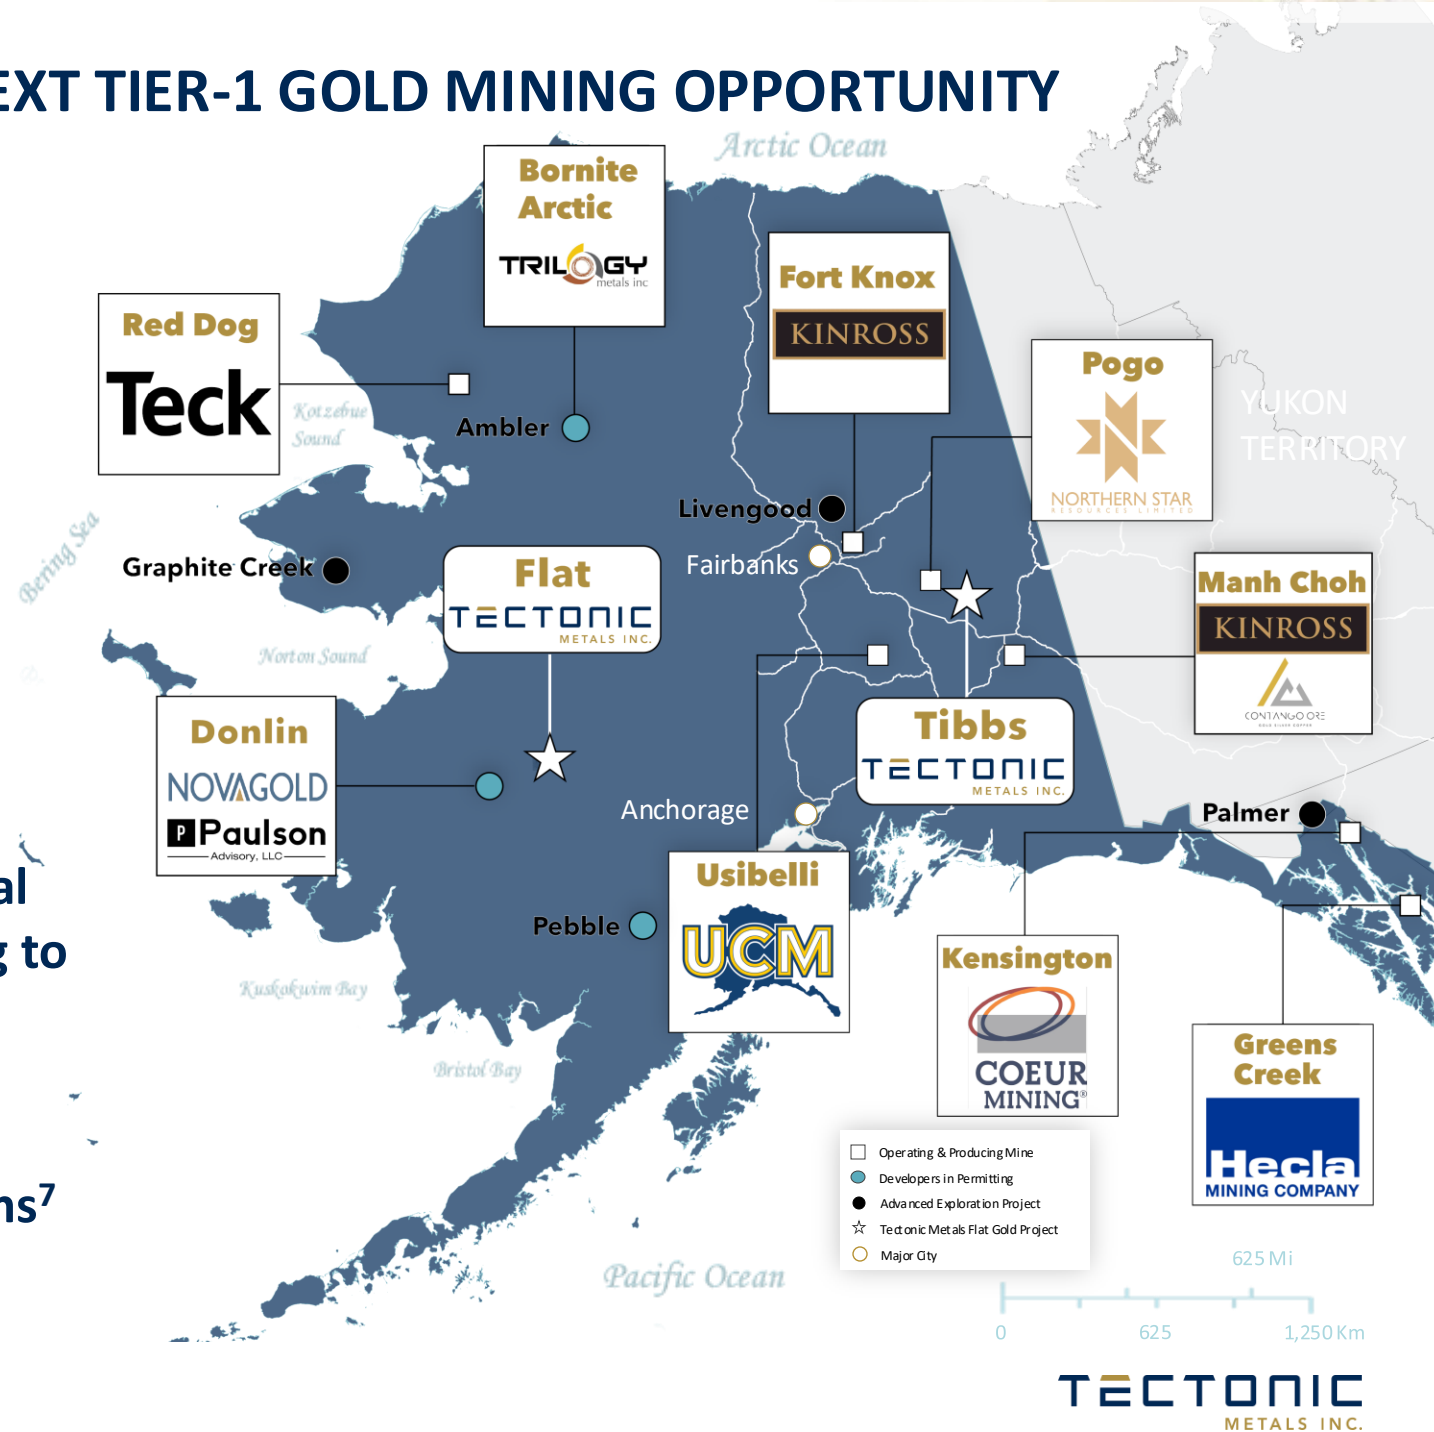 EXT TIER-1 GOLD MINING OPPORTUNITY
Arctic Ocean
Bornite
Arctic
TRILOGY
metals inc
Fort Knox
KINROSS
Red Dog
Teck
Pogo
NORTHERN STAR
RESOURCES LIMITED
YUKON
TERRITORY
Kotzebue
Sound
Ambler
Livengood
Fairbanks
Bering Sea
Graphite Creek
Flat
TECTONIC
METALS INC.
Manh Choh
KINROSS
CONTANGO ORE
GOLD SILVER COPPER
Norton Sound
Donlin
NOVAGOLD
P Paulson
Advisory, LLC
Tibbs
TECTONIC
METALS INC.
Anchorage
Palmer
al
g to
Usibelli
UCM
Pebble
Kensington
COEUR
MINING®
Kuskokwim Bay
Bristol Bay
Greens
Creek
Hecla
MINING COMPANY
ns7
Operating & Producing Mine
Developers in Permitting
Advanced Exploration Project
Tectonic Metals Flat Gold Project
Major City
Pacific Ocean
625 Mi
0 625 1,250 Km
TECTONIC
METALS INC.